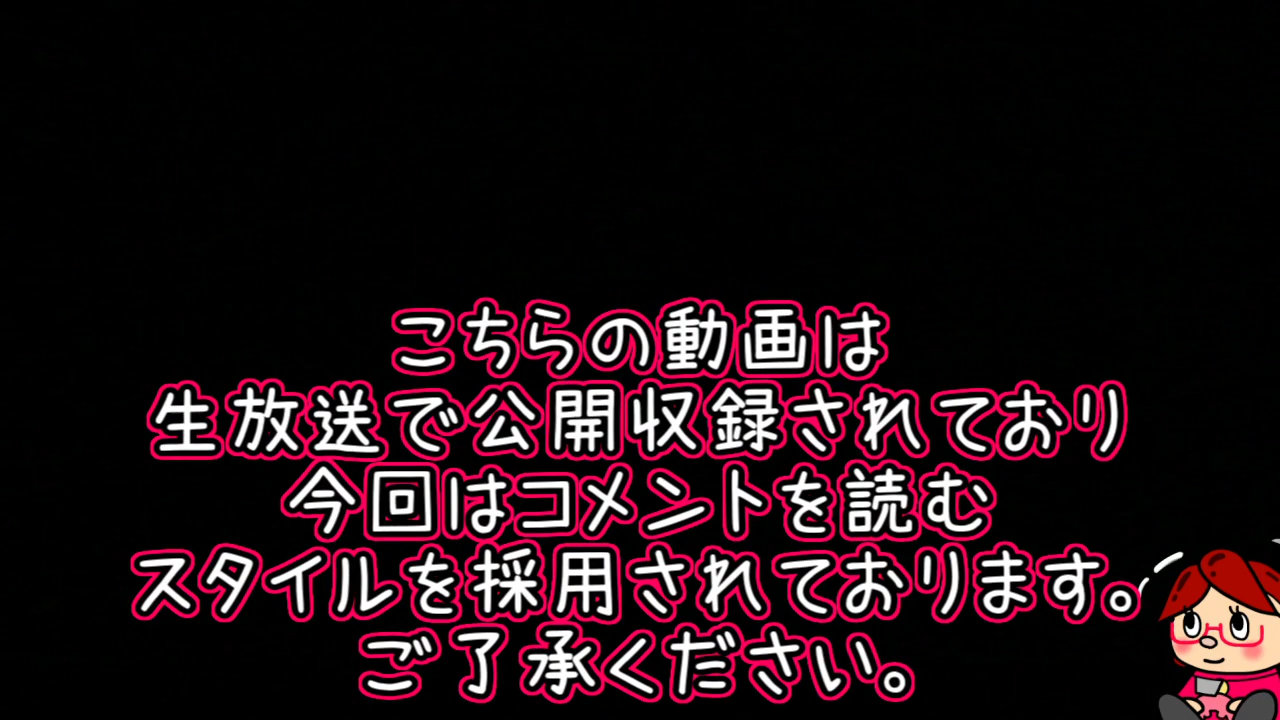 こちらの動画は
生放送で公開収録されており
今回はコメントを読む
スタイルを採用されております。
ご了承ください。